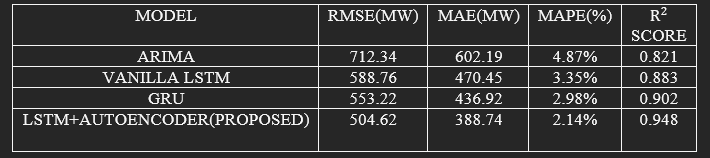 MODEL RMSE(MW) MAE(MW) MAPE(%) R² SCORE
ARIMA 712.34 602.19 4.87% 0.821
VANILLA LSTM 588.76 470.45 3.35% 0.883
GRU 553.22 436.92 2.98% 0.902
LSTM+AUTOENCODER(PROPOSED) 504.62 388.74 2.14% 0.948